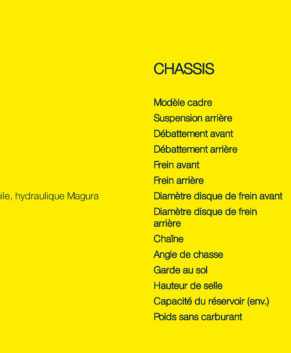 CHASSIS
Modèle cadre
Suspension arrière
Débattement avant
Débattement arrière
Frein avant
Frein arrière
ile, hydraulique Magura
Diamètre disque de frein avant
Diamètre disque de frein
arrière
Chaîne
Angle de chasse
Garde au sol
Hauteur de selle
Capacité du réservoir (env.)
Poids sans carburant